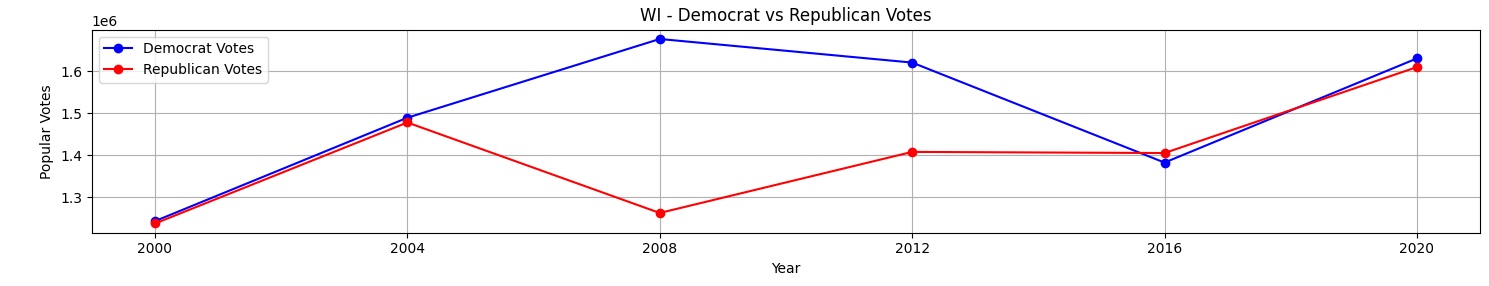 WI - Democrat vs Republican Votes
1e6
Democrat Votes
Republican Votes
1.6
1.5
1.4
1.3
Popular Votes
2000 2004 2008 2012 2016 2020
Year